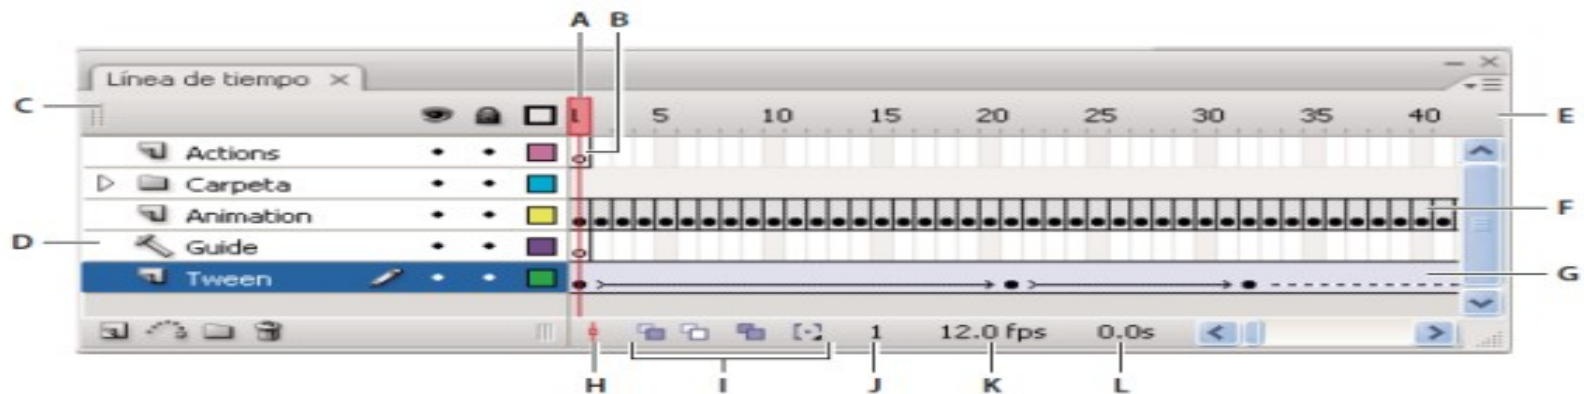 A B
Línea de tiempo
C
1 5 10 15 20 25 30 35 40
E
Actions
Carpeta
Animation
F
D
Guide
Tween
G
1 12.0 fps 0.0s
H I J K L